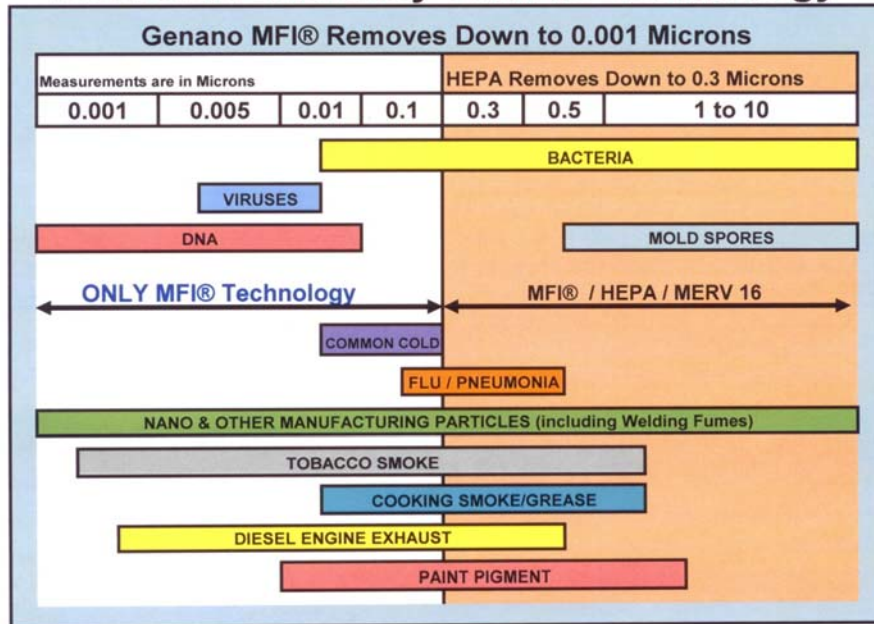 Genano MFI® Removes Down to 0.001 Microns
Measurements are in Microns
HEPA Removes Down to 0.3 Microns
0.001 0.005 0.01 0.1 0.3 0.5 1 to 10
BACTERIA
VIRUSES
DNA
MOLD SPORES
ONLY MFI® Technology
MFI® / HEPA / MERV 16
COMMON COLD
FLU / PNEUMONIA
NANO & OTHER MANUFACTURING PARTICLES (including Welding Fumes)
TOBACCO SMOKE
COOKING SMOKE/GREASE
DIESEL ENGINE EXHAUST
PAINT PIGMENT